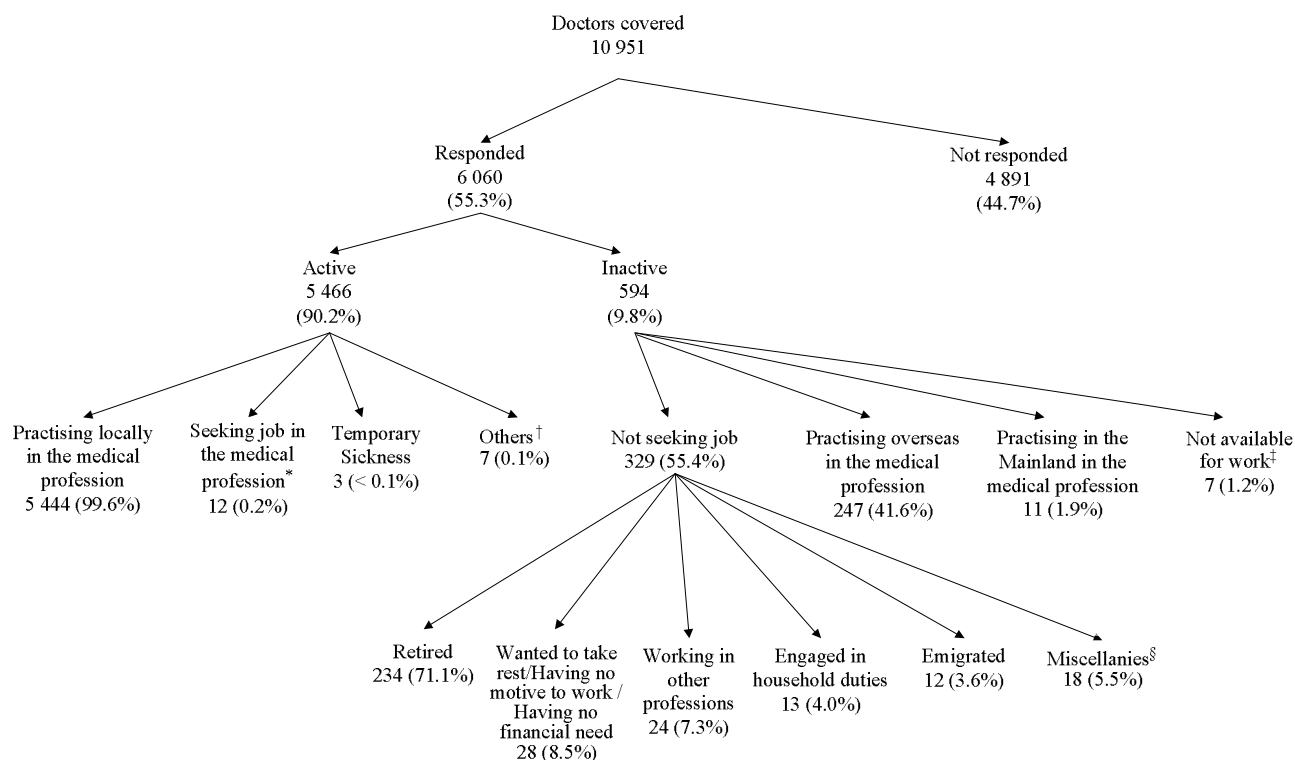 Doctors covered
10 951
Responded
6 060
(55.3%)
Not responded
4 891
(44.7%)
Active
5 466
(90.2%)
Inactive
594
(9.8%)
Practising locally
in the medical
profession
5 444 (99.6%)
Seeking job in
the medical
profession*
12 (0.2%)
Temporary
Sickness
3 (< 0.1%)
Others†
7 (0.1%)
Not seeking job
329 (55.4%)
Practising overseas
in the medical
profession
247 (41.6%)
Practising in the
Mainland in the
medical profession
11 (1.9%)
Not available
for work‡
7 (1.2%)
Retired
234 (71.1%)
Wanted to take
rest/Having no
motive to work /
Having no
financial need
28 (8.5%)
Working in
other
professions
24 (7.3%)
Engaged in
household duties
13 (4.0%)
Emigrated
12 (3.6%)
Miscellanies§
18 (5.5%)